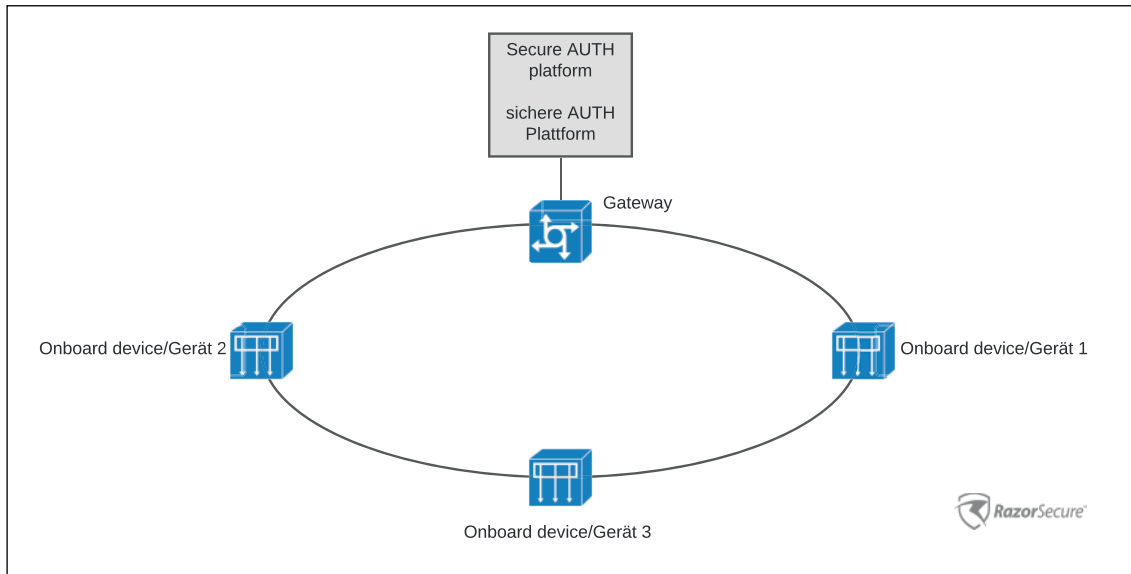 Secure AUTH
platform
sichere AUTH
Plattform
Gateway
Onboard device/Gerät 2
Onboard device/Gerät 1
Onboard device/Gerät 3
RazorSecure